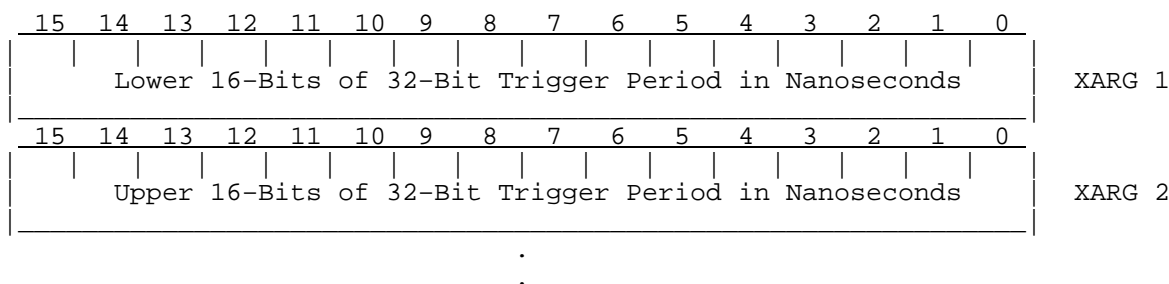 15 14 13 12 11 10 9 8 7 6 5 4 3 2 1 0
Lower 16-Bits of 32-Bit Trigger Period in Nanoseconds XARG 1
15 14 13 12 11 10 9 8 7 6 5 4 3 2 1 0
Upper 16-Bits of 32-Bit Trigger Period in Nanoseconds XARG 2
.
.